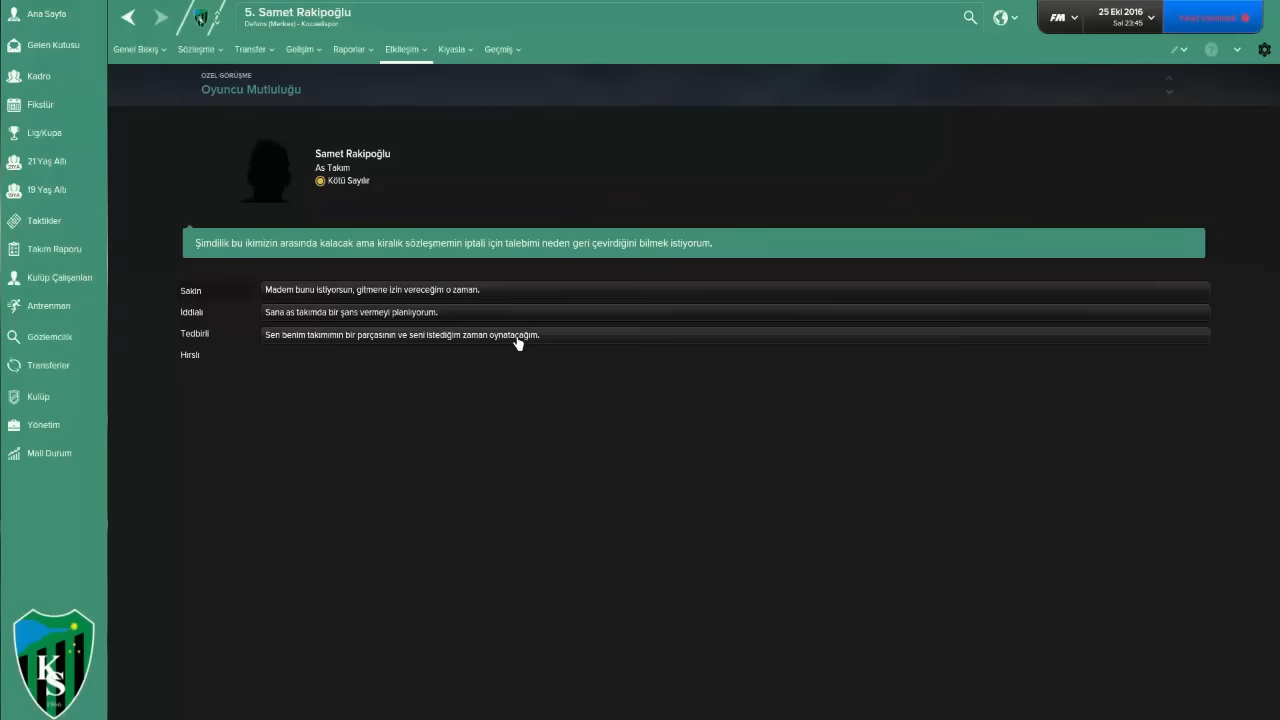 Ana Sayfa
Gelen Kutusu
Kadro
Fikstür
Lig/Kupa
21 Yaş Altı
19 Yaş Altı
Taktikler
Takım Raporu
Kulüp Çalışanları
Antrenman
Gözlemcilik
Transferler
Kulüp
Yönetim
Mali Durum
KS
1966
5. Samet Rakipoğlu
Defans (Merkez) - Kocaelispor
FM
25 Eki 2016
Sal 23:45
Genel Bakış
Sözleşme
Transfer
Gelişim
Raporlar
Etkileşim
Kıyasla
Geçmiş
ÖZEL GÖRÜŞME
Oyuncu Mutluluğu
Samet Rakipoğlu
As Takım
Kötü Sayılır
Şimdilik bu ikimizin arasında kalacak ama kiralık sözleşmemin iptali için talebimi neden geri çevirdiğini bilmek istiyorum.
Sakin
Madem bunu istiyorsun, gitmene izin vereceğim o zaman.
İddialı
Sana as takımda bir şans vermeyi planlıyorum.
Tedbirli
Sen benim takımımın bir parçasının ve seni istediğim zaman oynatacağım.
Hırslı